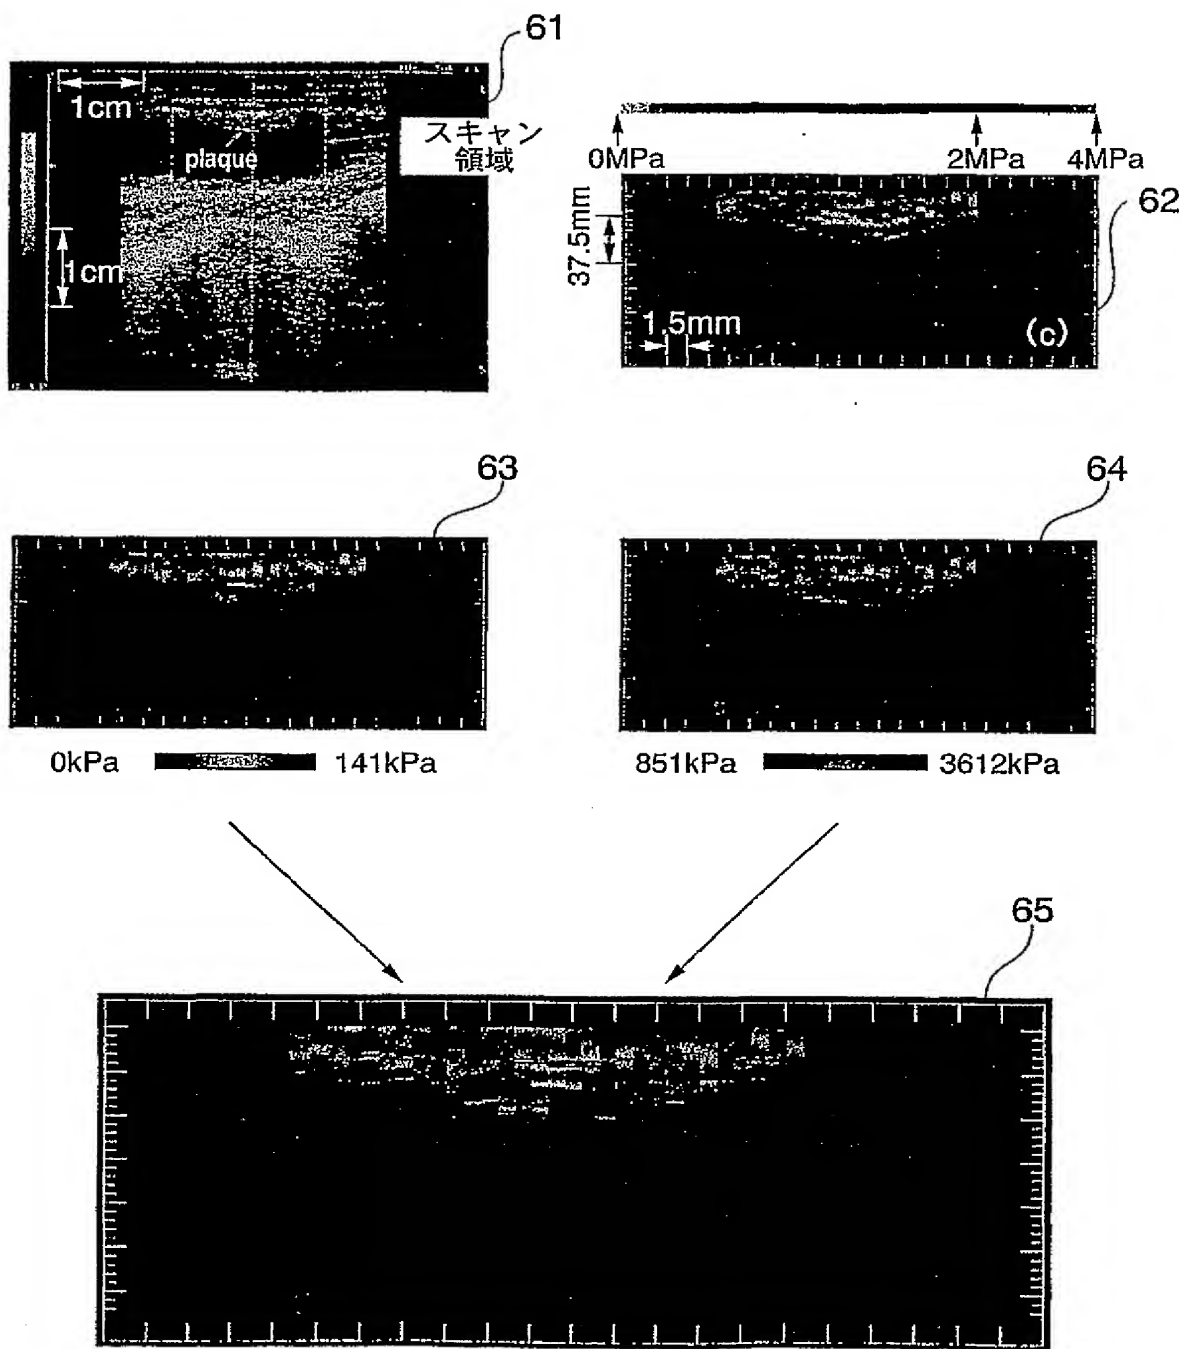 61
1cm
plaque
スキャン
領域
1cm
0MPa
2MPa
4MPa
62
37.5mm
1.5mm
(c)
63
64
0kPa
141kPa
851kPa
3612kPa
65